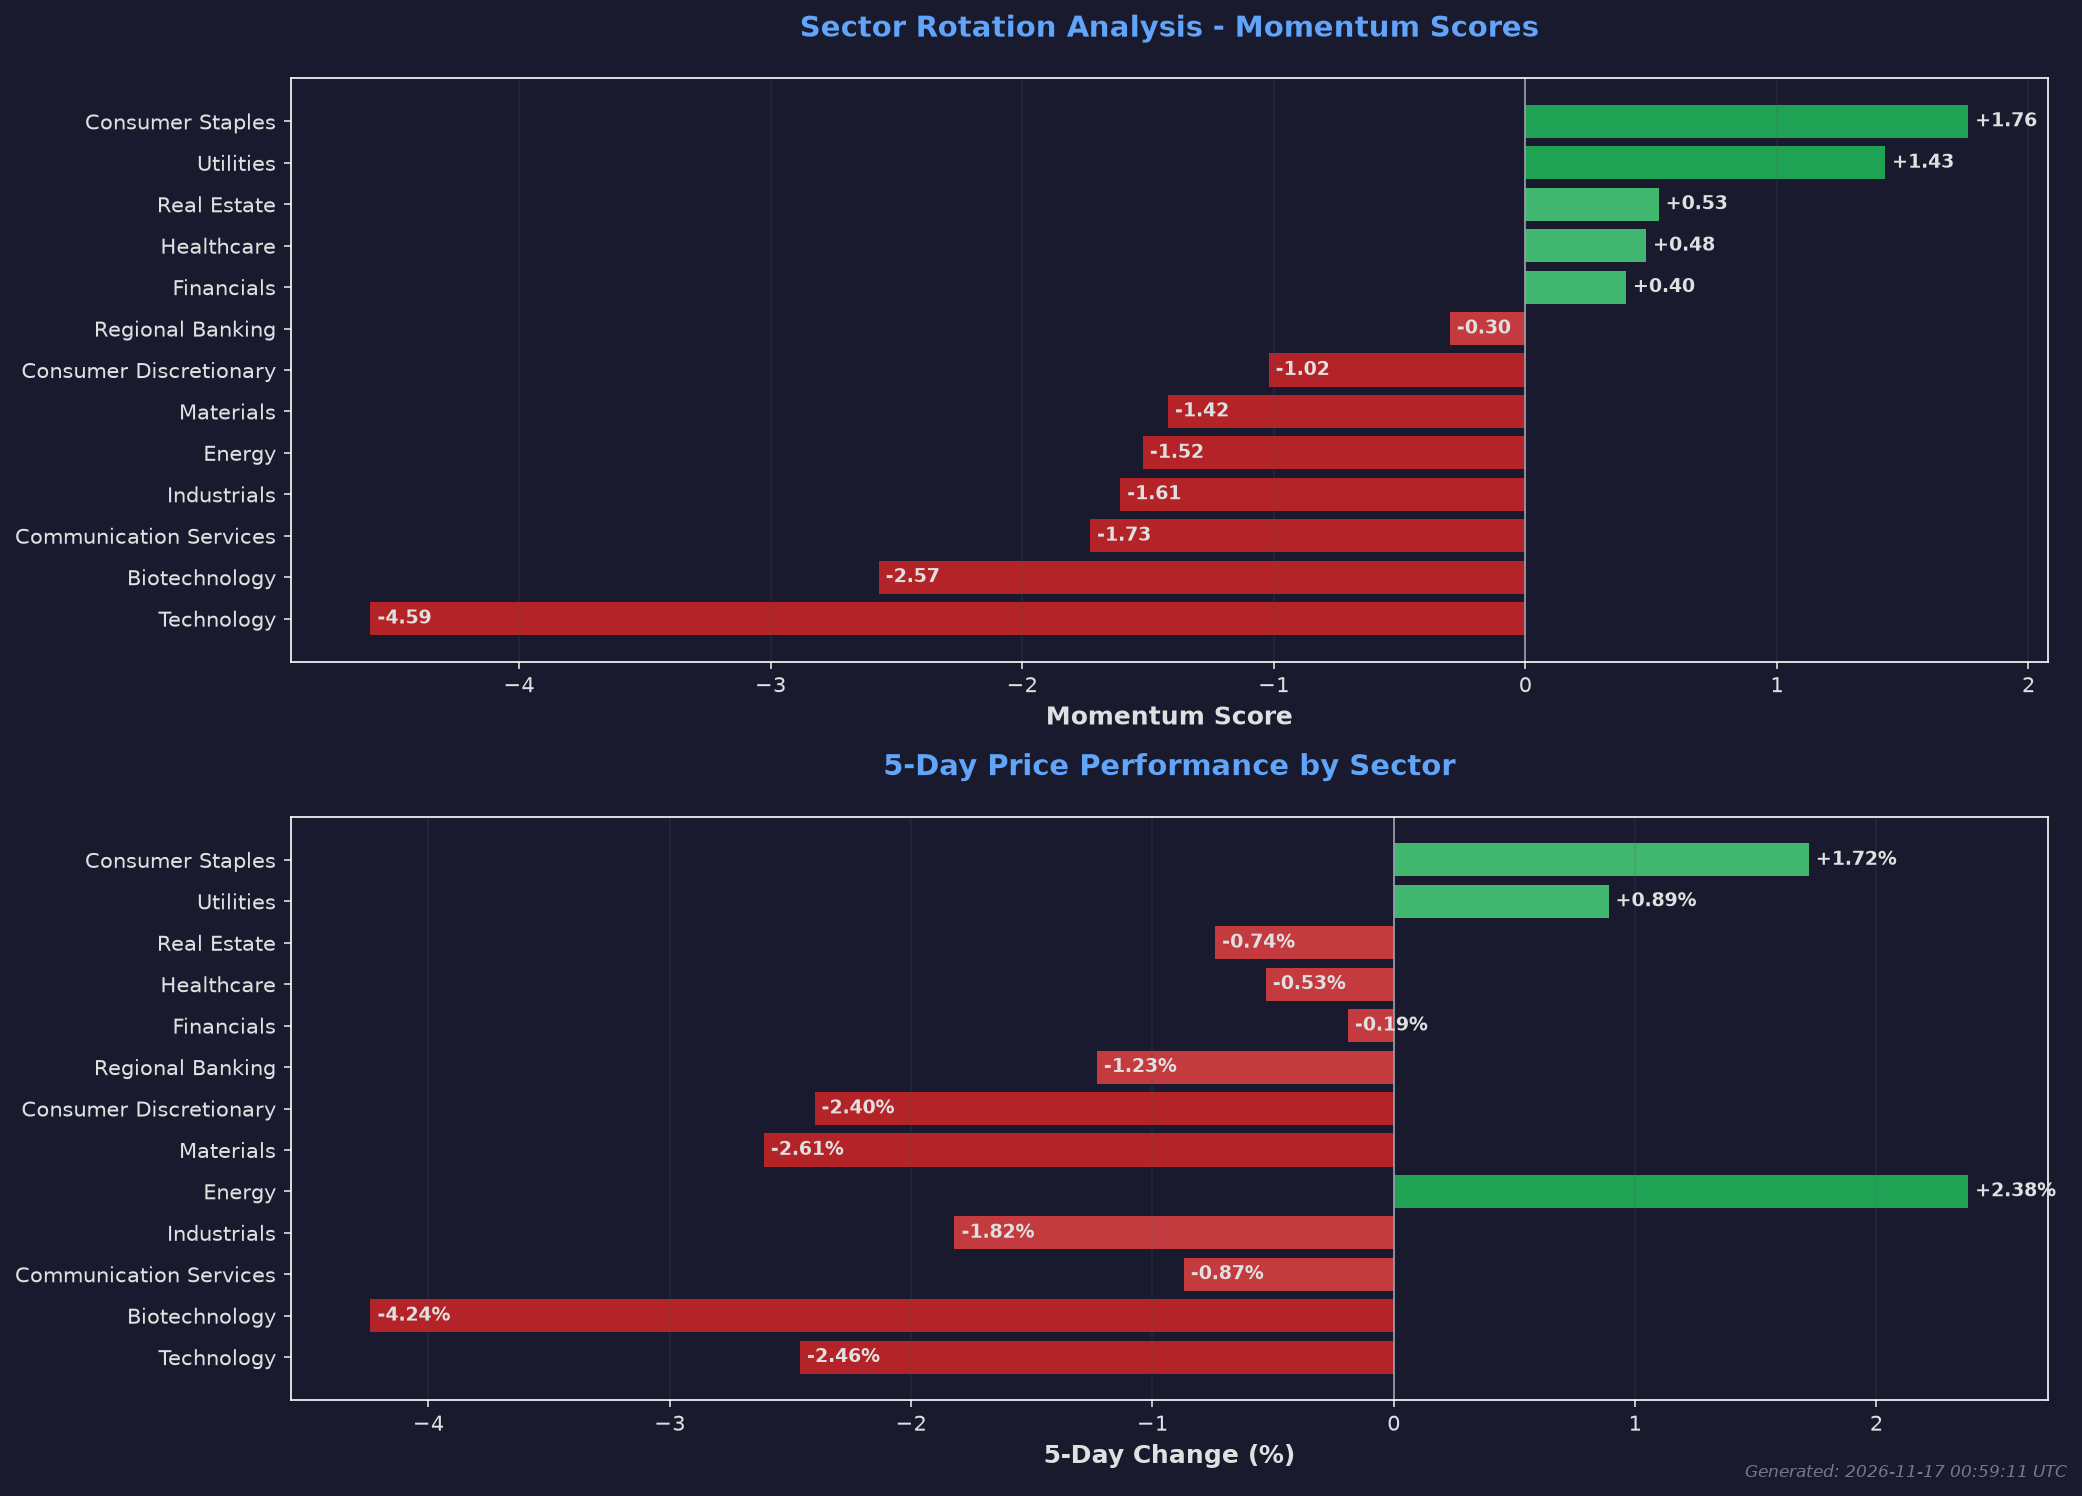 Sector Rotation Analysis - Momentum Scores
Consumer Staples +1.76
Utilities +1.43
Real Estate +0.53
Healthcare +0.48
Financials +0.40
Regional Banking -0.30
Consumer Discretionary -1.02
Materials -1.42
Energy -1.52
Industrials -1.61
Communication Services -1.73
Biotechnology -2.57
Technology -4.59
−4 −3 −2 −1 0 1 2
Momentum Score
5-Day Price Performance by Sector
Consumer Staples +1.72%
Utilities +0.89%
Real Estate -0.74%
Healthcare -0.53%
Financials -0.19%
Regional Banking -1.23%
Consumer Discretionary -2.40%
Materials -2.61%
Energy +2.38%
Industrials -1.82%
Communication Services -0.87%
Biotechnology -4.24%
Technology -2.46%
−4 −3 −2 −1 0 1 2
5-Day Change (%)
Generated: 2026-11-17 00:59:11 UTC